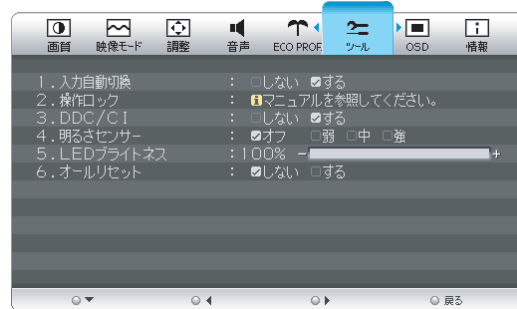 画質 映像モード 調整 音声 ECO PROF. ツール OSD 情報
1.入力自動切換 : □しない ☑する
2.操作ロック : iマニュアルを参照してください。
3.DDC/CI : □しない ☑する
4.明るさセンサー : ☑オフ □弱 □中 □強
5.LEDブライトネス :100% - +
6.オールリセット : ☑しない □する
戻る